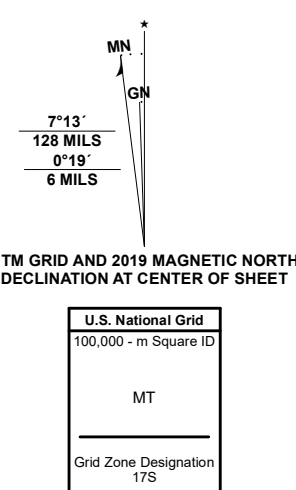 ★
MN
GN
7°13´
128 MILS
0°19´
6 MILS
TM GRID AND 2019 MAGNETIC NORTH
DECLINATION AT CENTER OF SHEET
U.S. National Grid
100,000 - m Square ID
MT
Grid Zone Designation
17S